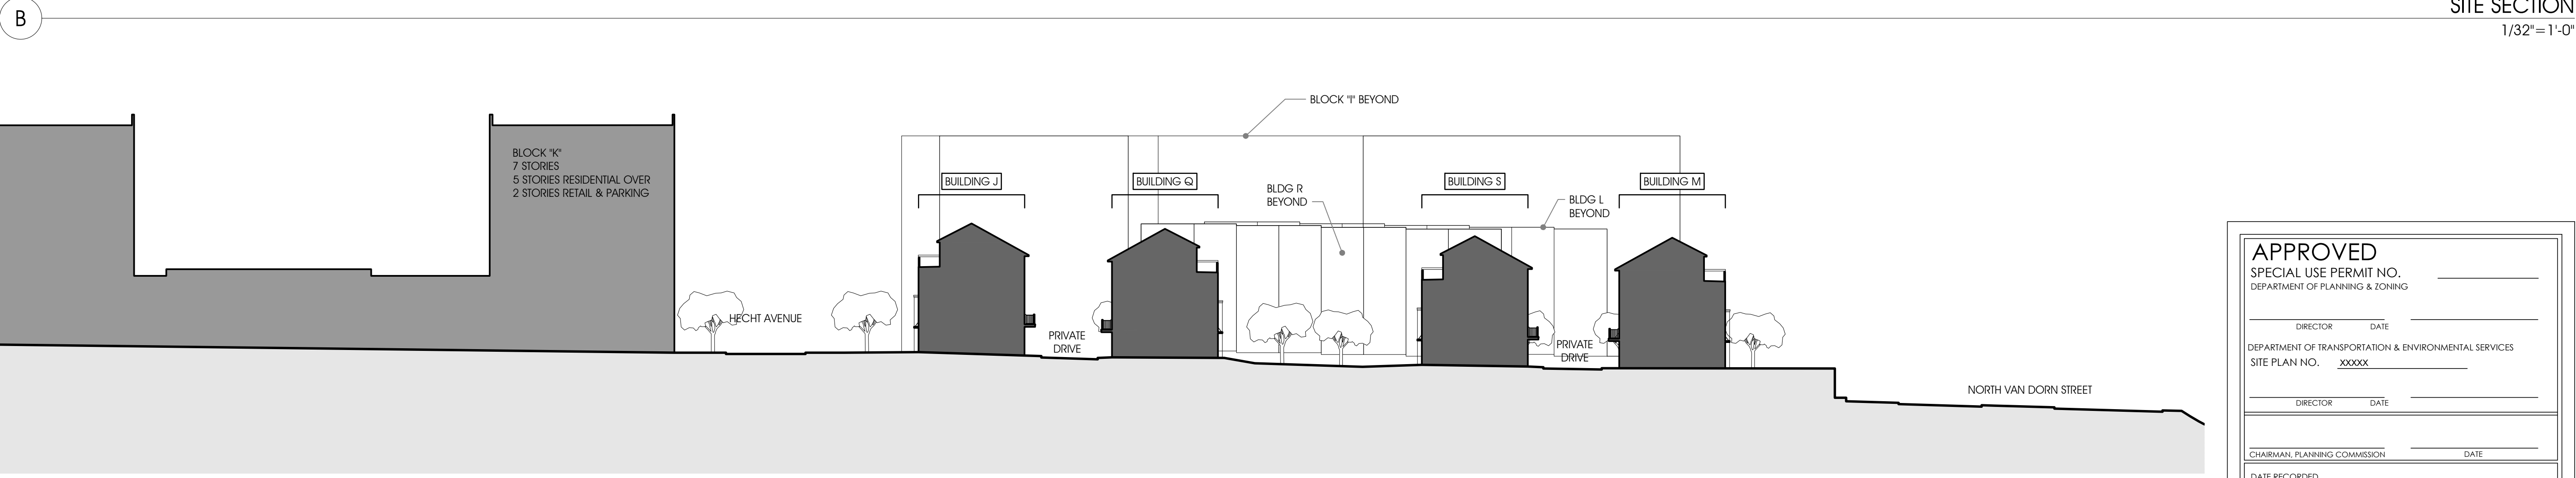 B
SITE SECTION
1/32"=1'-0"
BLOCK "I" BEYOND
BLOCK "K"
7 STORIES
5 STORIES RESIDENTIAL OVER
2 STORIES RETAIL & PARKING
BUILDING J
BUILDING Q
BLDG R
BEYOND
BUILDING S
BLDG L
BEYOND
BUILDING M
HECHT AVENUE
PRIVATE
DRIVE
PRIVATE
DRIVE
NORTH VAN DORN STREET
APPROVED
SPECIAL USE PERMIT NO.
DEPARTMENT OF PLANNING & ZONING
DIRECTOR DATE
DEPARTMENT OF TRANSPORTATION & ENVIRONMENTAL SERVICES
SITE PLAN NO. XXXXX
DIRECTOR DATE
CHAIRMAN, PLANNING COMMISSION DATE
DATE RECORDED